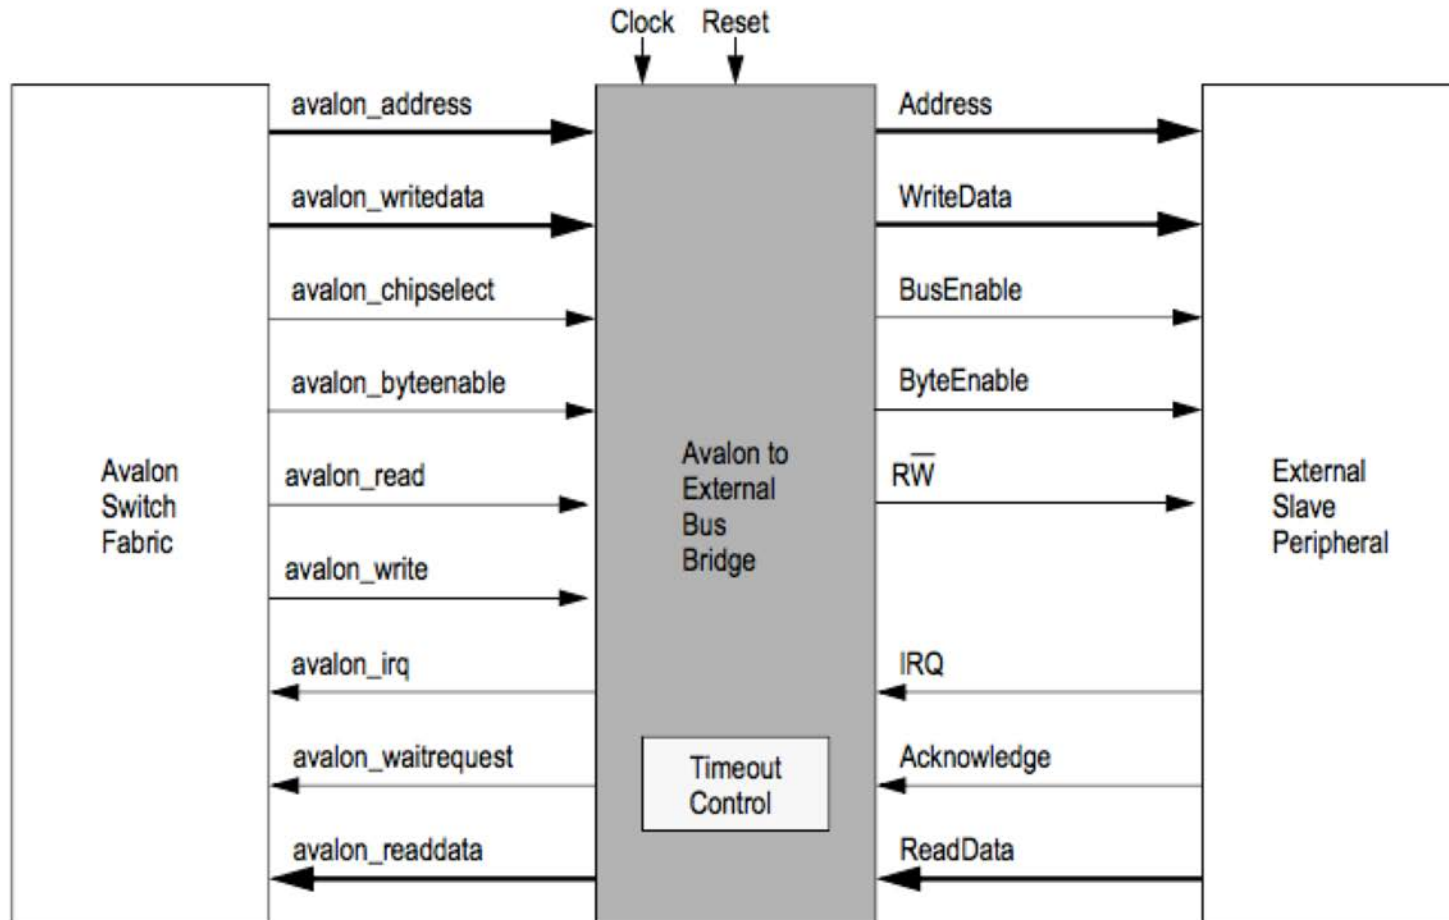 Clock Reset
avalon_address
Address
avalon_writedata
WriteData
avalon_chipselect
BusEnable
avalon_byteenable
ByteEnable
Avalon
Switch
Fabric
avalon_read
Avalon to
External
Bus
Bridge
RW̅
External
Slave
Peripheral
avalon_write
avalon_irq
IRQ
avalon_waitrequest
Timeout
Control
Acknowledge
avalon_readdata
ReadData